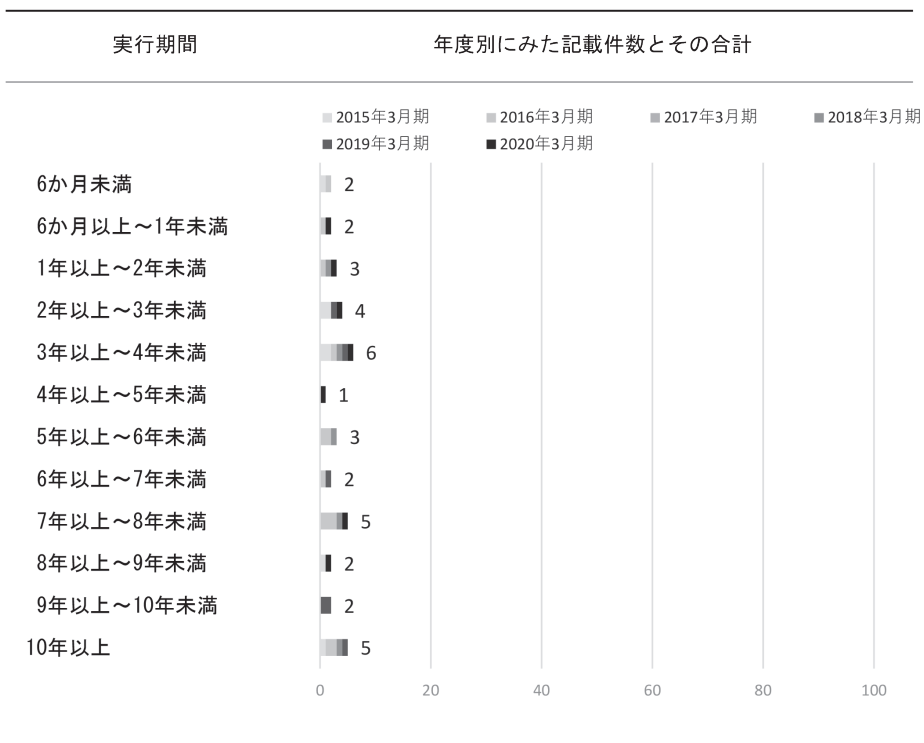 実行期間 年度別にみた記載件数とその合計
2015年3月期 2016年3月期 2017年3月期 2018年3月期
2019年3月期 2020年3月期
6か月未満 2
6か月以上～1年未満 2
1年以上～2年未満 3
2年以上～3年未満 4
3年以上～4年未満 6
4年以上～5年未満 1
5年以上～6年未満 3
6年以上～7年未満 2
7年以上～8年未満 5
8年以上～9年未満 2
9年以上～10年未満 2
10年以上 5
0 20 40 60 80 100